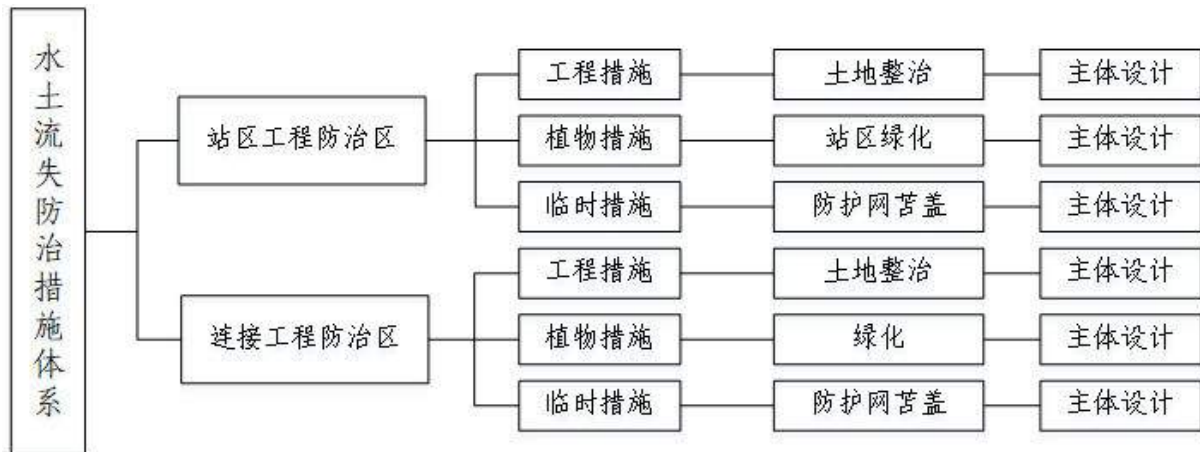 水土流失防治措施体系
站区工程防治区
工程措施
土地整治
主体设计
植物措施
站区绿化
主体设计
临时措施
防护网苫盖
主体设计
连接工程防治区
工程措施
土地整治
主体设计
植物措施
绿化
主体设计
临时措施
防护网苫盖
主体设计